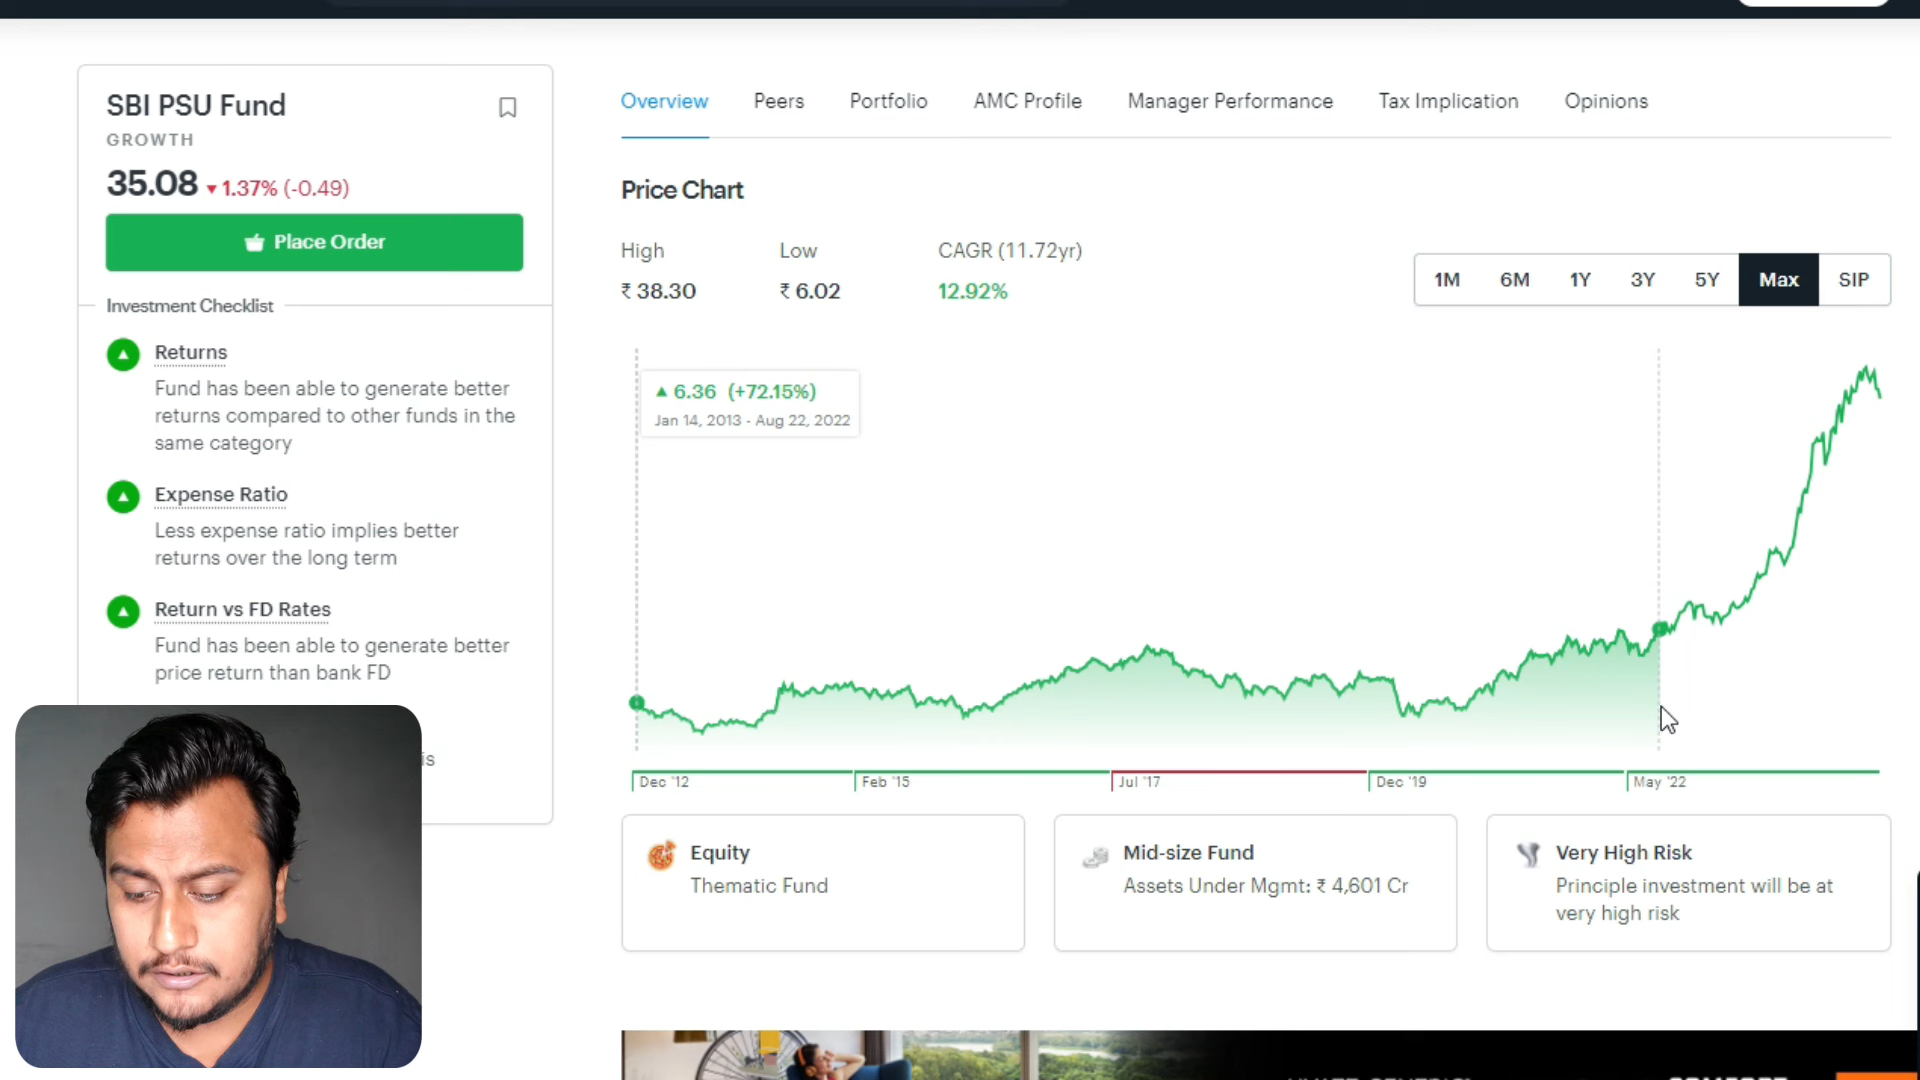 SBI PSU Fund
GROWTH
35.08 ▼ 1.37% (-0.49)
Place Order
Investment Checklist
Returns
Fund has been able to generate better
returns compared to other funds in the
same category
Expense Ratio
Less expense ratio implies better
returns over the long term
Return vs FD Rates
Fund has been able to generate better
price return than bank FD
is
Overview Peers Portfolio AMC Profile Manager Performance Tax Implication Opinions
Price Chart
High Low CAGR (11.72yr)
₹ 38.30 ₹ 6.02 12.92%
1M 6M 1Y 3Y 5Y Max SIP
▲ 6.36 (+72.15%)
Jan 14, 2013 - Aug 22, 2022
Dec '12 Feb '15 Jul '17 Dec '19 May '22
Equity
Thematic Fund
Mid-size Fund
Assets Under Mgmt: ₹ 4,601 Cr
Very High Risk
Principle investment will be at
very high risk